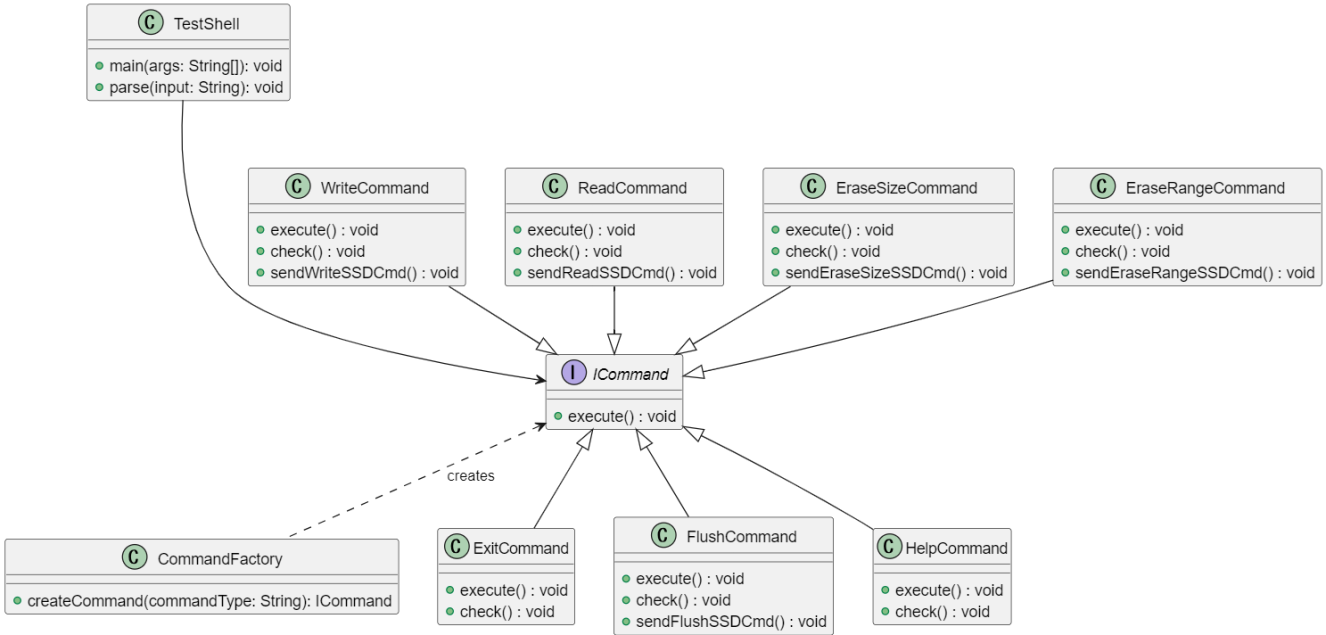 C TestShell
main(args: String[]): void
parse(input: String): void
C WriteCommand
execute() : void
check() : void
sendWriteSSDCmd() : void
C ReadCommand
execute() : void
check() : void
sendReadSSDCmd() : void
C EraseSizeCommand
execute() : void
check() : void
sendEraseSizeSSDCmd() : void
C EraseRangeCommand
execute() : void
check() : void
sendEraseRangeSSDCmd() : void
I ICommand
execute() : void
creates
C CommandFactory
createCommand(commandType: String): ICommand
C ExitCommand
execute() : void
check() : void
C FlushCommand
execute() : void
check() : void
sendFlushSSDCmd() : void
C HelpCommand
execute() : void
check() : void